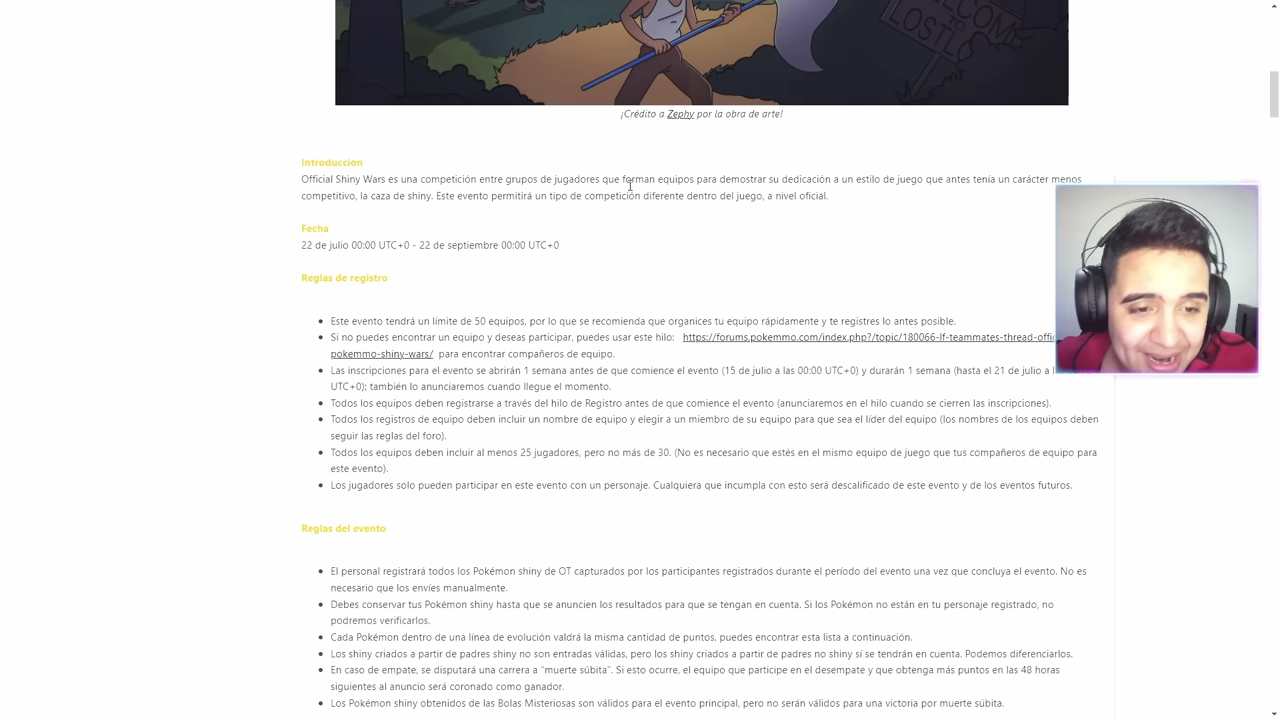 WELCOME
LOST
¡Crédito a Zephy por la obra de arte!
Introduccion
Official Shiny Wars es una competición entre grupos de jugadores que forman equipos para demostrar su dedicación a un estilo de juego que antes tenía un carácter menos
competitivo, la caza de shiny. Este evento permitirá un tipo de competición diferente dentro del juego, a nivel oficial.
Fecha
22 de julio 00:00 UTC+0 - 22 de septiembre 00:00 UTC+0
Reglas de registro
Este evento tendrá un límite de 50 equipos, por lo que se recomienda que organices tu equipo rápidamente y te registres lo antes posible.
Si no puedes encontrar un equipo y deseas participar, puedes usar este hilo: https://forums.pokemmo.com/index.php?/topic/180066-lf-teammates-thread-offic
pokemmo-shiny-wars/ para encontrar compañeros de equipo.
Las inscripciones para el evento se abrirán 1 semana antes de que comience el evento (15 de julio a las 00:00 UTC+0) y durarán 1 semana (hasta el 21 de julio a
UTC+0); también lo anunciaremos cuando llegue el momento.
Todos los equipos deben registrarse a través del hilo de Registro antes de que comience el evento (anunciaremos en el hilo cuando se cierren las inscripciones).
Todos los registros de equipo deben incluir un nombre de equipo y elegir a un miembro de su equipo para que sea el líder del equipo (los nombres de los equipos deben
seguir las reglas del foro).
Todos los equipos deben incluir al menos 25 jugadores, pero no más de 30. (No es necesario que estés en el mismo equipo de juego que tus compañeros de equipo para
este evento).
Los jugadores solo pueden participar en este evento con un personaje. Cualquiera que incumpla con esto será descalificado de este evento y de los eventos futuros.
Reglas del evento
El personal registrará todos los Pokémon shiny de OT capturados por los participantes registrados durante el período del evento una vez que concluya el evento. No es
necesario que los envíes manualmente.
Debes conservar tus Pokémon shiny hasta que se anuncien los resultados para que se tengan en cuenta. Si los Pokémon no están en tu personaje registrado, no
podremos verificarlos.
Cada Pokémon dentro de una línea de evolución valdrá la misma cantidad de puntos, puedes encontrar esta lista a continuación.
Los shiny criados a partir de padres shiny no son entradas válidas, pero los shiny criados a partir de padres no shiny sí se tendrán en cuenta. Podemos diferenciarlos.
En caso de empate, se disputará una carrera a "muerte súbita". Si esto ocurre, el equipo que participe en el desempate y que obtenga más puntos en las 48 horas
siguientes al anuncio será coronado como ganador.
Los Pokémon shiny obtenidos de las Bolas Misteriosas son válidos para el evento principal, pero no serán válidos para una victoria por muerte súbita.